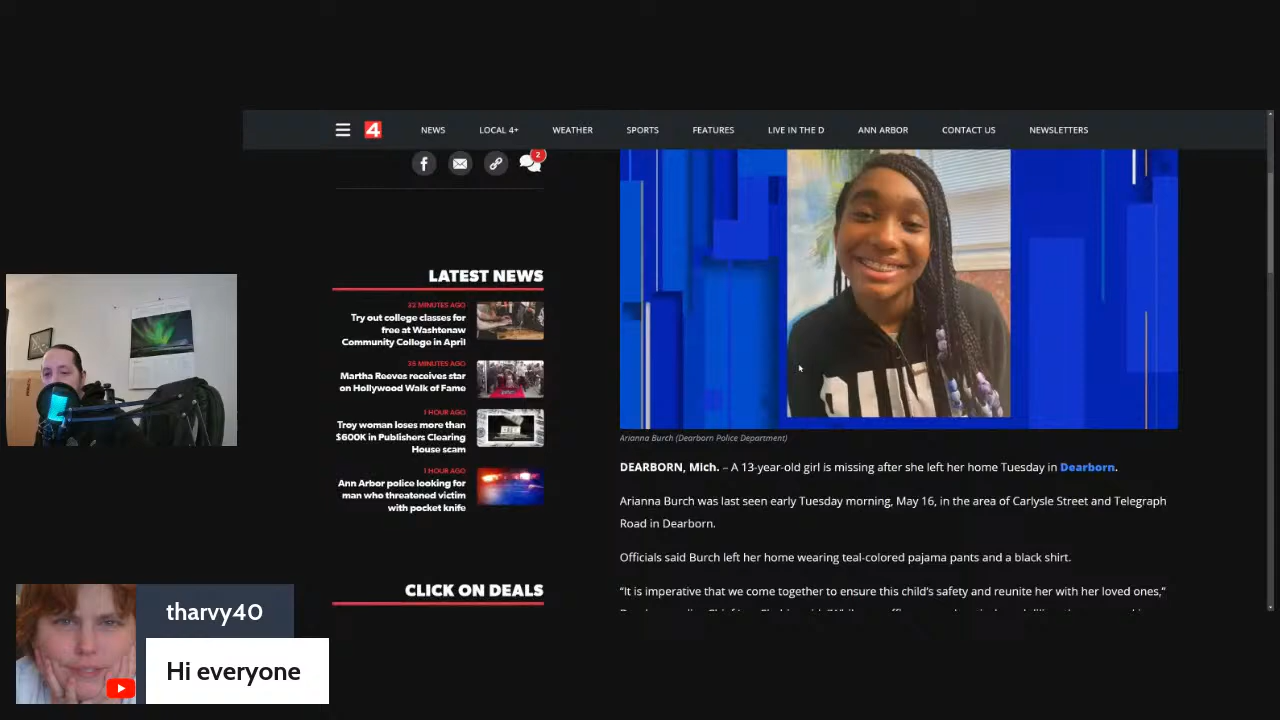 4
NEWS
LOCAL 4+
WEATHER
SPORTS
FEATURES
LIVE IN THE D
ANN ARBOR
CONTACT US
NEWSLETTERS
2
LATEST NEWS
32 MINUTES AGO
Try out college classes for
free at Washtenaw
Community College in April
38 MINUTES AGO
Martha Reeves receives star
on Hollywood Walk of Fame
1 HOUR AGO
Troy woman loses more than
$600K in Publishers Clearing
House scam
1 HOUR AGO
Ann Arbor police looking for
man who threatened victim
with pocket knife
CLICK ON DEALS
Arianna Burch (Dearborn Police Department)
DEARBORN, Mich. – A 13-year-old girl is missing after she left her home Tuesday in Dearborn.
Arianna Burch was last seen early Tuesday morning, May 16, in the area of Carlysle Street and Telegraph
Road in Dearborn.
Officials said Burch left her home wearing teal-colored pajama pants and a black shirt.
“It is imperative that we come together to ensure this child's safety and reunite her with her loved ones,”
tharvy40
Hi everyone